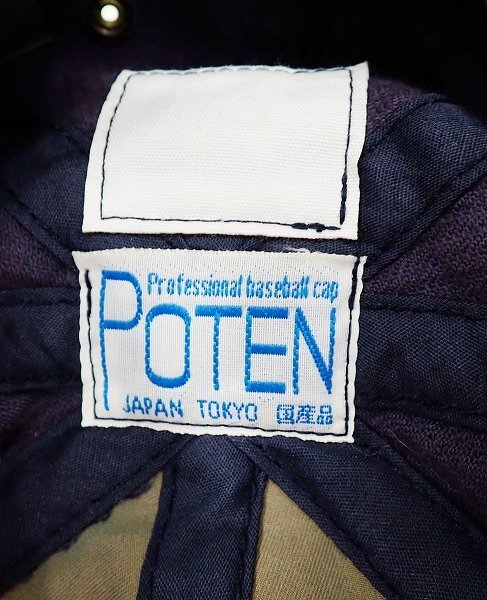 Professional baseball cap
POTEN
JAPAN TOKYO 国産品